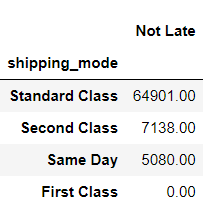 Not Late
shipping_mode
Standard Class 64901.00
Second Class 7138.00
Same Day 5080.00
First Class 0.00